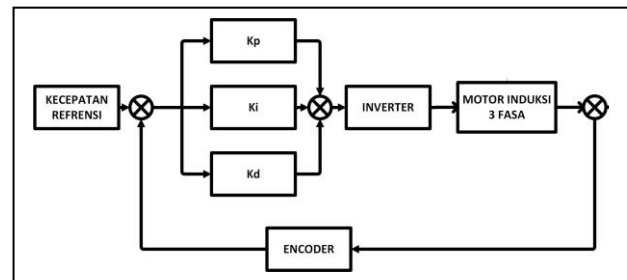 Kp
KECEPATAN
REFRENSI
Ki
INVERTER
MOTOR INDUKSI
3 FASA
Kd
ENCODER